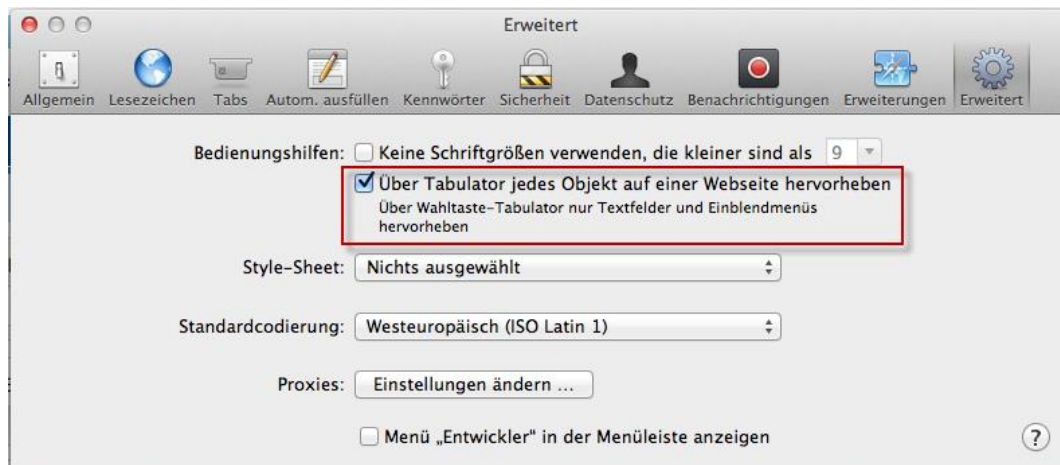 Erweitert
Allgemein Lesezeichen Tabs Autom. ausfüllen Kennwörter Sicherheit Datenschutz Benachrichtigungen Erweiterungen Erweitert
Bedienungshilfen: Keine Schriftgrößen verwenden, die kleiner sind als 9
Über Tabulator jedes Objekt auf einer Webseite hervorheben
Über Wahltaste-Tabulator nur Textfelder und Einblendmenüs
hervorheben
Style-Sheet: Nichts ausgewählt
Standardcodierung: Westeuropäisch (ISO Latin 1)
Proxies: Einstellungen ändern ...
Menü „Entwickler“ in der Menüleiste anzeigen ?